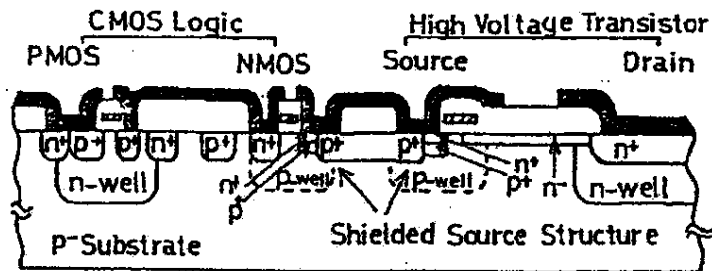 CMOS Logic High Voltage Transistor
PMOS NMOS Source Drain
n+ p+ p+ n+ p+ n+ p+ p+ n+
n-well n+ p-well p-well n+ p+ n- n-well
p
Shielded Source Structure
P- Substrate